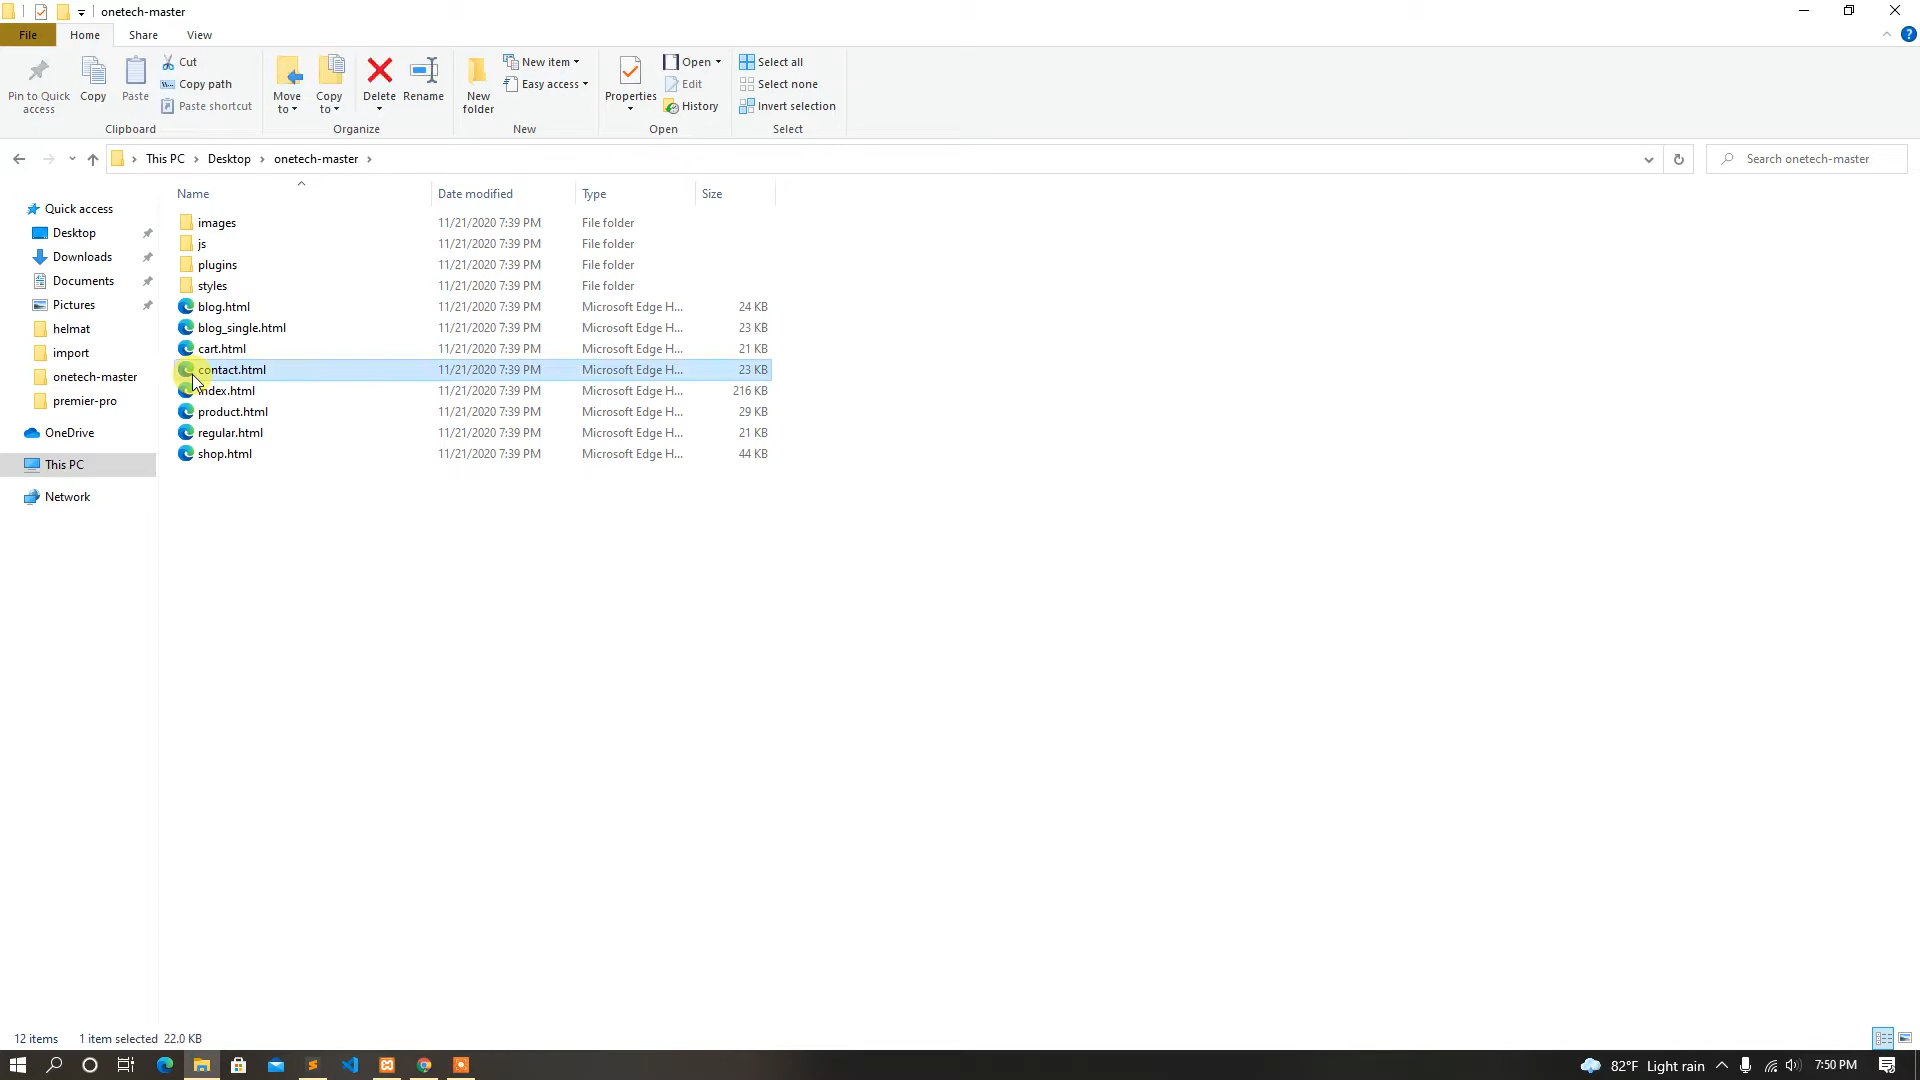 onetech-master
File Home Share View
Pin to Quick access
Copy
Paste
Cut
Copy path
Paste shortcut
Clipboard
Move to
Copy to
Delete
Rename
Organize
New folder
New item
Easy access
New
Properties
Open
Edit
History
Open
Select all
Select none
Invert selection
Select
This PC Desktop onetech-master
Search onetech-master
Name Date modified Type Size
Quick access
Desktop
Downloads
Documents
Pictures
helmat
import
onetech-master
premier-pro
OneDrive
This PC
Network
images 11/21/2020 7:39 PM File folder
js 11/21/2020 7:39 PM File folder
plugins 11/21/2020 7:39 PM File folder
styles 11/21/2020 7:39 PM File folder
blog.html 11/21/2020 7:39 PM Microsoft Edge H... 24 KB
blog_single.html 11/21/2020 7:39 PM Microsoft Edge H... 23 KB
cart.html 11/21/2020 7:39 PM Microsoft Edge H... 21 KB
contact.html 11/21/2020 7:39 PM Microsoft Edge H... 23 KB
index.html 11/21/2020 7:39 PM Microsoft Edge H... 216 KB
product.html 11/21/2020 7:39 PM Microsoft Edge H... 29 KB
regular.html 11/21/2020 7:39 PM Microsoft Edge H... 21 KB
shop.html 11/21/2020 7:39 PM Microsoft Edge H... 44 KB
12 items 1 item selected 22.0 KB
82°F Light rain 7:50 PM